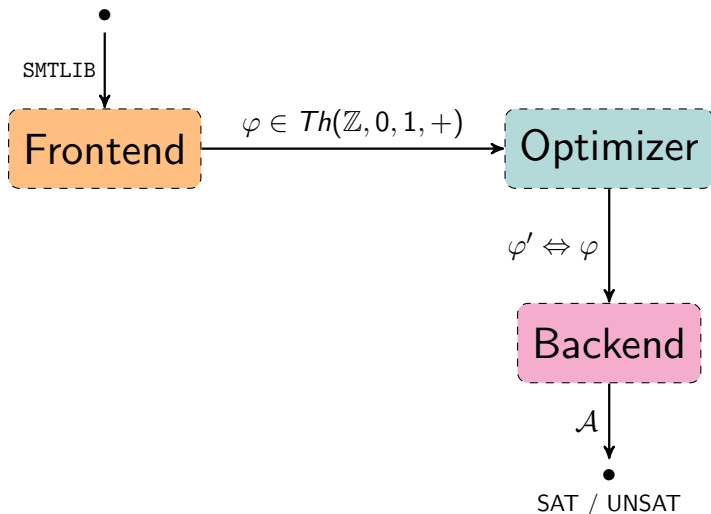 SMTLIB
Frontend
φ ∈ Th(ℤ, 0, 1, +)
Optimizer
φ′ ⇔ φ
Backend
𝒜
SAT / UNSAT